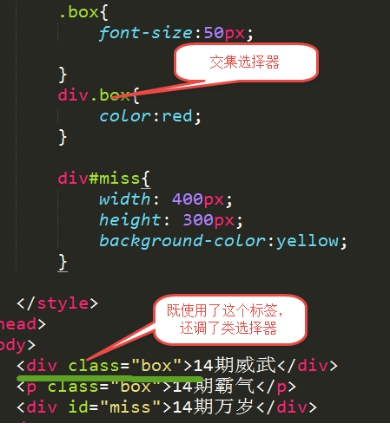 .box{
font-size:50px;
}
交集选择器
div.box{
color:red;
}
div#miss{
width: 400px;
height: 300px;
background-color:yellow;
}
</style>
head>
ody>
既使用了这个标签,
还调了类选择器
<div class="box">14期威武</div>
<p class="box">14期霸气</p>
<div id="miss">14期万岁</div>